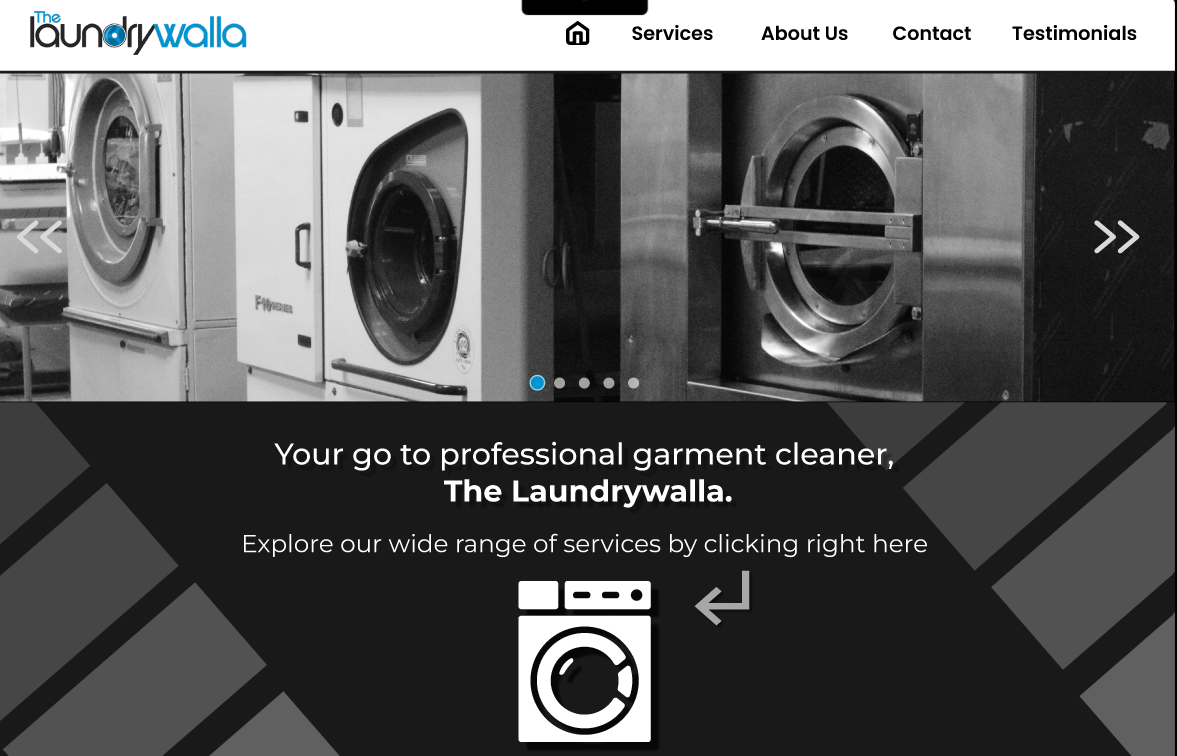 The
laundrywalla
Services
About Us
Contact
Testimonials
Your go to professional garment cleaner,
The Laundrywalla.
Explore our wide range of services by clicking right here